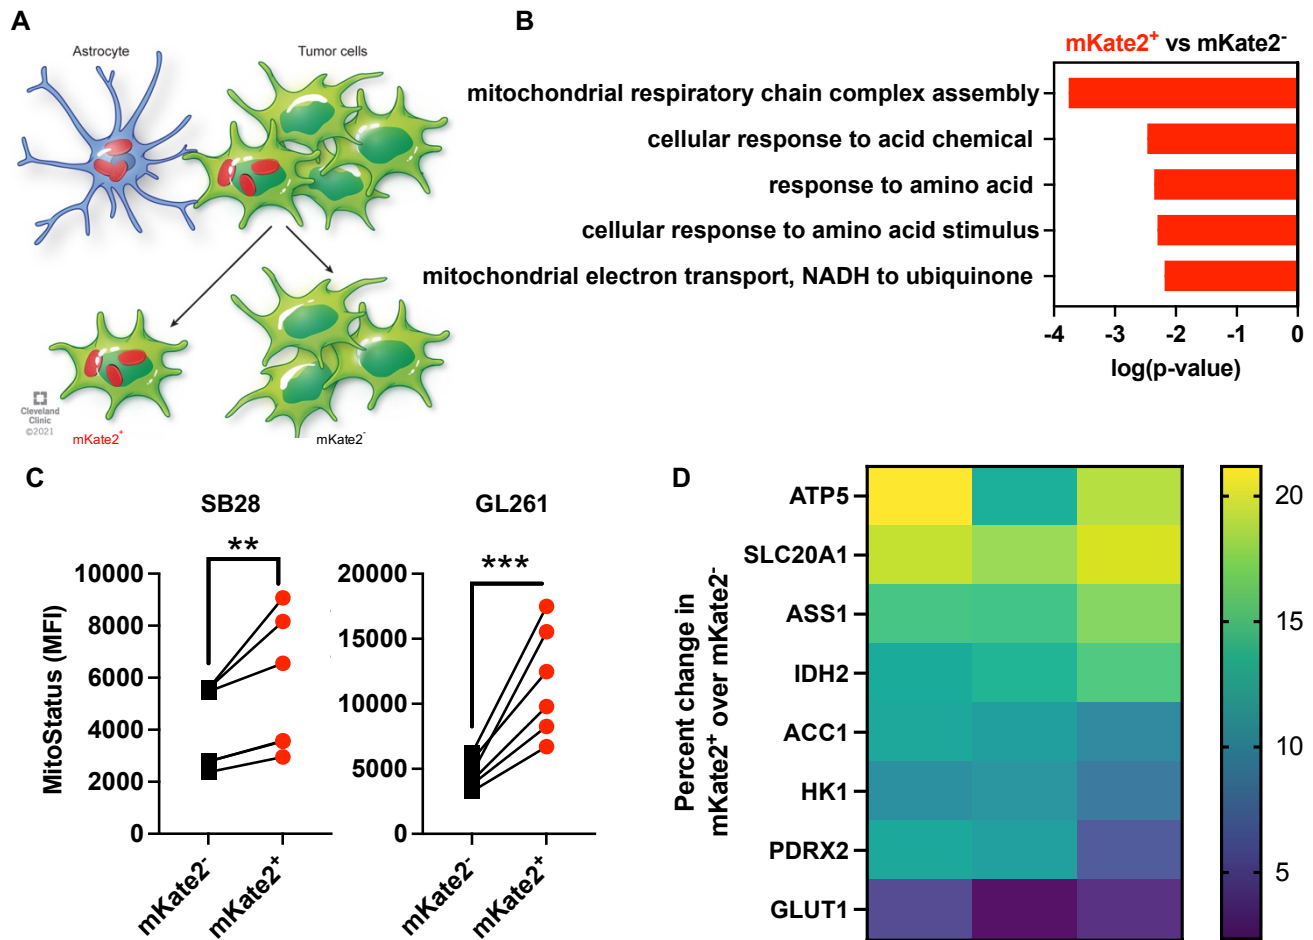 A
Astrocyte
Tumor cells
Cleveland
Clinic
©2021
mKate2⁺
mKate2⁻
B
mKate2⁺ vs mKate2⁻
mitochondrial respiratory chain complex assembly
cellular response to acid chemical
response to amino acid
cellular response to amino acid stimulus
mitochondrial electron transport, NADH to ubiquinone
-4 -3 -2 -1 0
log(p-value)
C
SB28
**
MitoStatus (MFI)
10000
8000
6000
4000
2000
0
mKate2⁻
mKate2⁺
GL261
***
20000
15000
10000
5000
0
mKate2⁻
mKate2⁺
D
Percent change in
mKate2⁺ over mKate2⁻
ATP5
SLC20A1
ASS1
IDH2
ACC1
HK1
PDRX2
GLUT1
20
15
10
5